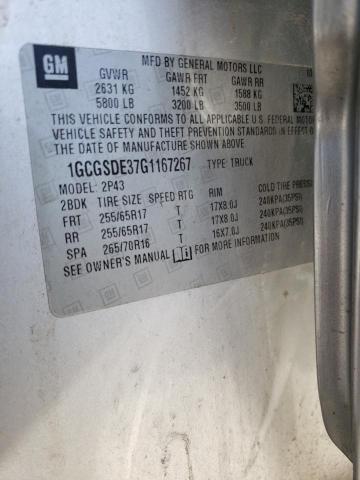 GM
MFD BY GENERAL MOTORS LLC
GVWR GAWR FRT GAWR RR
2631 KG 1452 KG 1588 KG
5800 LB 3200 LB 3500 LB
THIS VEHICLE CONFORMS TO ALL APPLICABLE U.S. FEDERAL MOTOR
VEHICLE SAFETY AND THEFT PREVENTION STANDARDS IN EFFECT ON
THE DATE OF MANUFACTURE SHOWN ABOVE.
1GCGSDE37G1167267 TYPE: TRUCK
MODEL: 2P43
2BDK TIRE SIZE SPEED RTG RIM COLD TIRE
FRT 255/65R17 T 17X8.0J 240KPA(35PSI)
RR 255/65R17 T 17X8.0J 240KPA(35PSI)
SPA 265/70R16 T 16X7.0J 240KPA(35PSI)
SEE OWNER'S MANUAL FOR MORE INFORMATION.